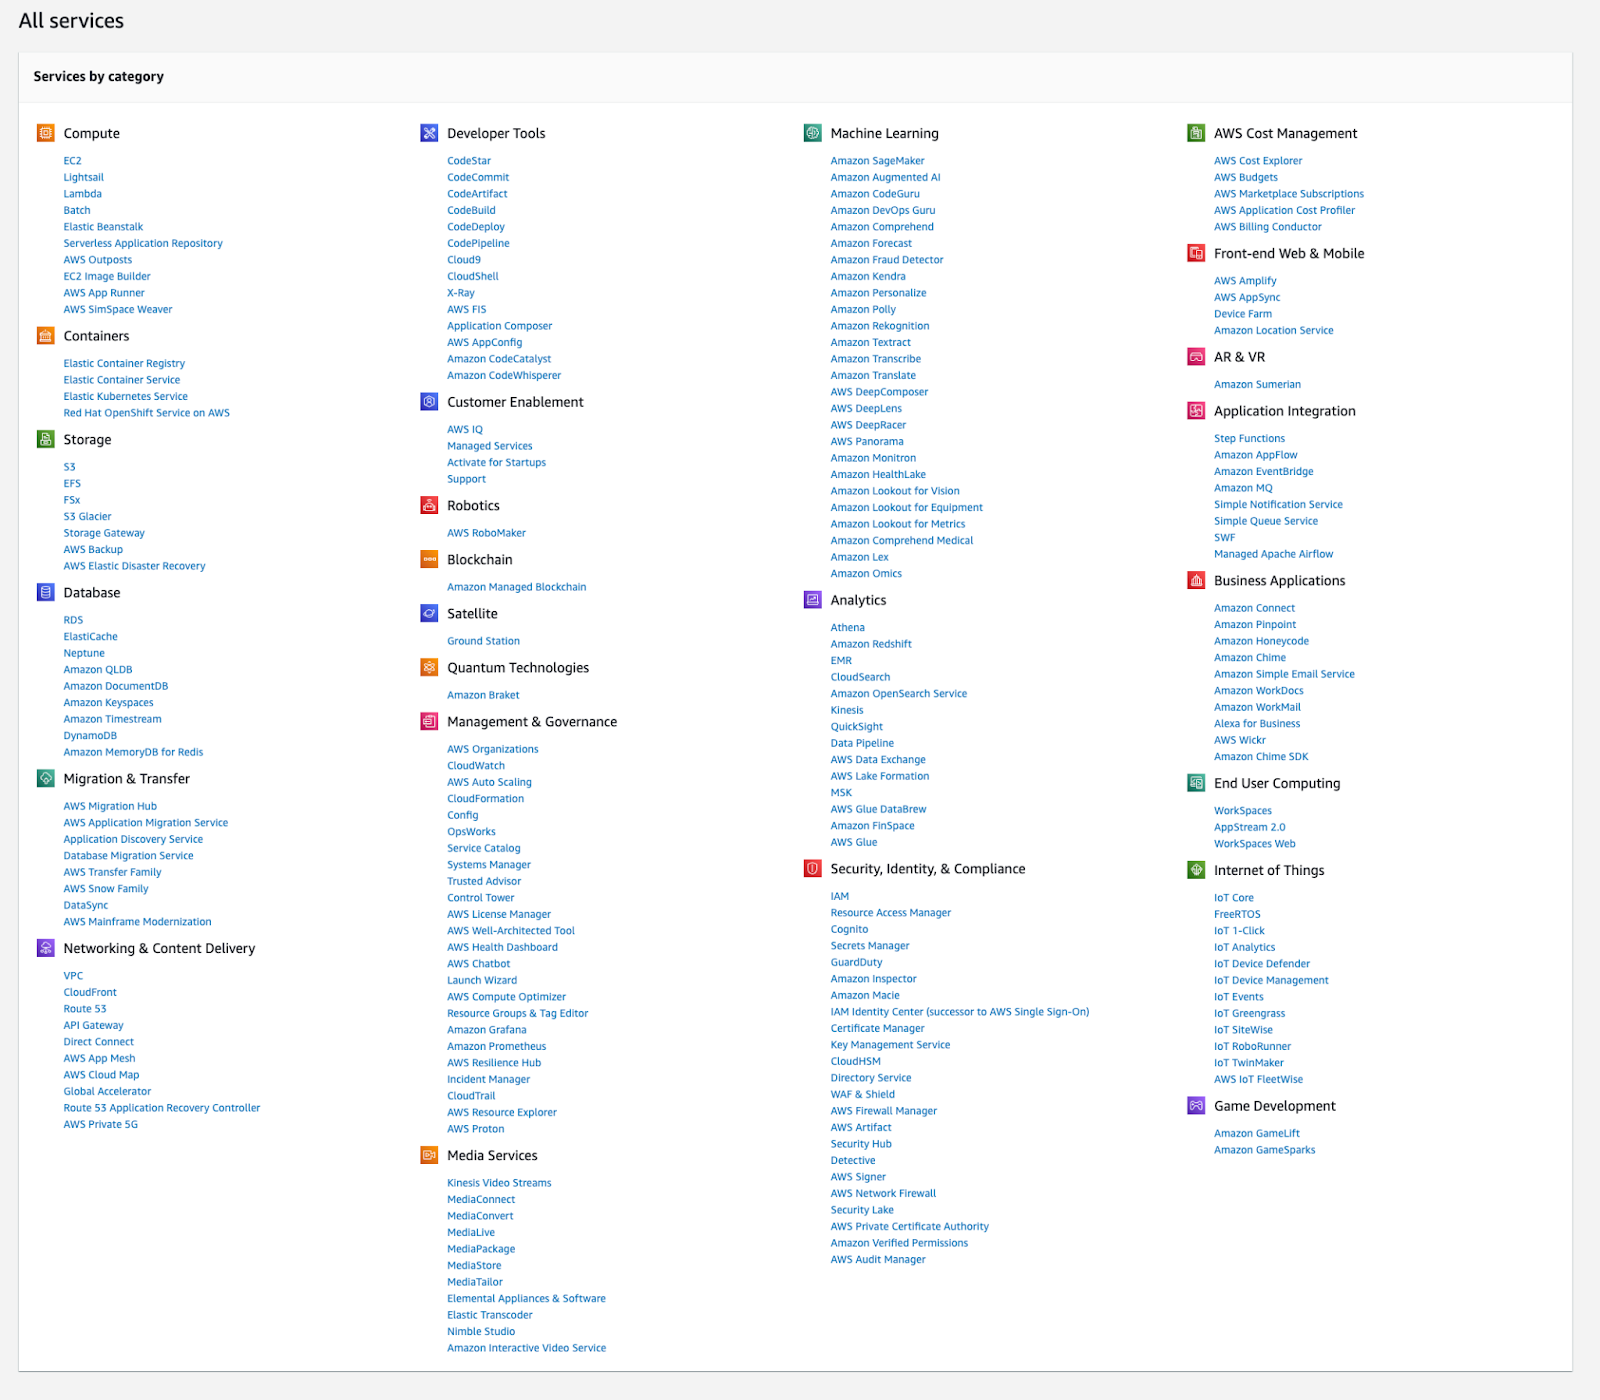 All services
Services by category
Compute
EC2
Lightsail
Lambda
Batch
Elastic Beanstalk
Serverless Application Repository
AWS Outposts
EC2 Image Builder
AWS App Runner
AWS SimSpace Weaver
Containers
Elastic Container Registry
Elastic Container Service
Elastic Kubernetes Service
Red Hat OpenShift Service on AWS
Storage
S3
EFS
FSx
S3 Glacier
Storage Gateway
AWS Backup
AWS Elastic Disaster Recovery
Database
RDS
ElastiCache
Neptune
Amazon QLDB
Amazon DocumentDB
Amazon Keyspaces
Amazon Timestream
DynamoDB
Amazon MemoryDB for Redis
Migration & Transfer
AWS Migration Hub
AWS Application Migration Service
Application Discovery Service
Database Migration Service
AWS Transfer Family
AWS Snow Family
DataSync
AWS Mainframe Modernization
Networking & Content Delivery
VPC
CloudFront
Route 53
API Gateway
Direct Connect
AWS App Mesh
AWS Cloud Map
Global Accelerator
Route 53 Application Recovery Controller
AWS Private 5G
Developer Tools
CodeStar
CodeCommit
CodeArtifact
CodeBuild
CodeDeploy
CodePipeline
Cloud9
CloudShell
X-Ray
AWS FIS
Application Composer
AWS AppConfig
Amazon CodeCatalyst
Amazon CodeWhisperer
Customer Enablement
AWS IQ
Managed Services
Activate for Startups
Support
Robotics
AWS RoboMaker
Blockchain
Amazon Managed Blockchain
Satellite
Ground Station
Quantum Technologies
Amazon Braket
Management & Governance
AWS Organizations
CloudWatch
AWS Auto Scaling
CloudFormation
Config
OpsWorks
Service Catalog
Systems Manager
Trusted Advisor
Control Tower
AWS License Manager
AWS Well-Architected Tool
AWS Health Dashboard
AWS Chatbot
Launch Wizard
AWS Compute Optimizer
Resource Groups & Tag Editor
Amazon Grafana
Amazon Prometheus
AWS Resilience Hub
Incident Manager
CloudTrail
AWS Resource Explorer
AWS Proton
Media Services
Kinesis Video Streams
MediaConnect
MediaConvert
MediaLive
MediaPackage
MediaStore
MediaTailor
Elemental Appliances & Software
Elastic Transcoder
Nimble Studio
Amazon Interactive Video Service
Machine Learning
Amazon SageMaker
Amazon Augmented AI
Amazon CodeGuru
Amazon DevOps Guru
Amazon Comprehend
Amazon Forecast
Amazon Fraud Detector
Amazon Kendra
Amazon Personalize
Amazon Polly
Amazon Rekognition
Amazon Textract
Amazon Transcribe
Amazon Translate
AWS DeepComposer
AWS DeepLens
AWS DeepRacer
AWS Panorama
Amazon Monitron
Amazon HealthLake
Amazon Lookout for Vision
Amazon Lookout for Equipment
Amazon Lookout for Metrics
Amazon Comprehend Medical
Amazon Lex
Amazon Omics
Analytics
Athena
Amazon Redshift
EMR
CloudSearch
Amazon OpenSearch Service
Kinesis
QuickSight
Data Pipeline
AWS Data Exchange
AWS Lake Formation
MSK
AWS Glue DataBrew
Amazon FinSpace
AWS Glue
Security, Identity, & Compliance
IAM
Resource Access Manager
Cognito
Secrets Manager
GuardDuty
Amazon Inspector
Amazon Macie
IAM Identity Center (successor to AWS Single Sign-On)
Certificate Manager
Key Management Service
CloudHSM
Directory Service
WAF & Shield
AWS Firewall Manager
AWS Artifact
Security Hub
Detective
AWS Signer
AWS Network Firewall
Security Lake
AWS Private Certificate Authority
Amazon Verified Permissions
AWS Audit Manager
AWS Cost Management
AWS Cost Explorer
AWS Budgets
AWS Marketplace Subscriptions
AWS Application Cost Profiler
AWS Billing Conductor
Front-end Web & Mobile
AWS Amplify
AWS AppSync
Device Farm
Amazon Location Service
AR & VR
Amazon Sumerian
Application Integration
Step Functions
Amazon AppFlow
Amazon EventBridge
Amazon MQ
Simple Notification Service
Simple Queue Service
SWF
Managed Apache Airflow
Business Applications
Amazon Connect
Amazon Pinpoint
Amazon Honeycode
Amazon Chime
Amazon Simple Email Service
Amazon WorkDocs
Amazon WorkMail
Alexa for Business
AWS Wickr
Amazon Chime SDK
End User Computing
WorkSpaces
AppStream 2.0
WorkSpaces Web
Internet of Things
IoT Core
FreeRTOS
IoT 1-Click
IoT Analytics
IoT Device Defender
IoT Device Management
IoT Events
IoT Greengrass
IoT SiteWise
IoT RoboRunner
IoT TwinMaker
AWS IoT FleetWise
Game Development
Amazon GameLift
Amazon GameSparks